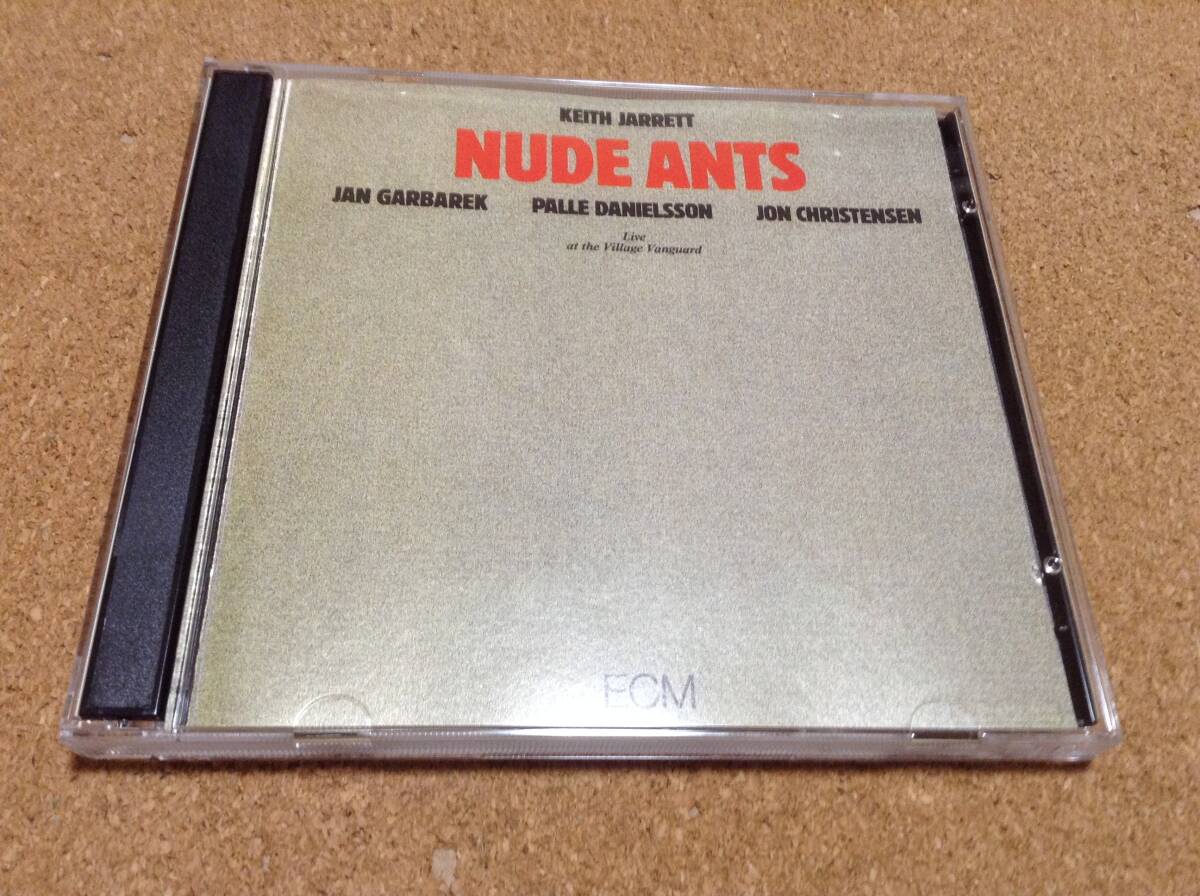 KEITH JARRETT
NUDE ANTS
JAN GARBAREK PALLE DANIELSSON JON CHRISTENSEN
Live
at the Village Vanguard
ECM